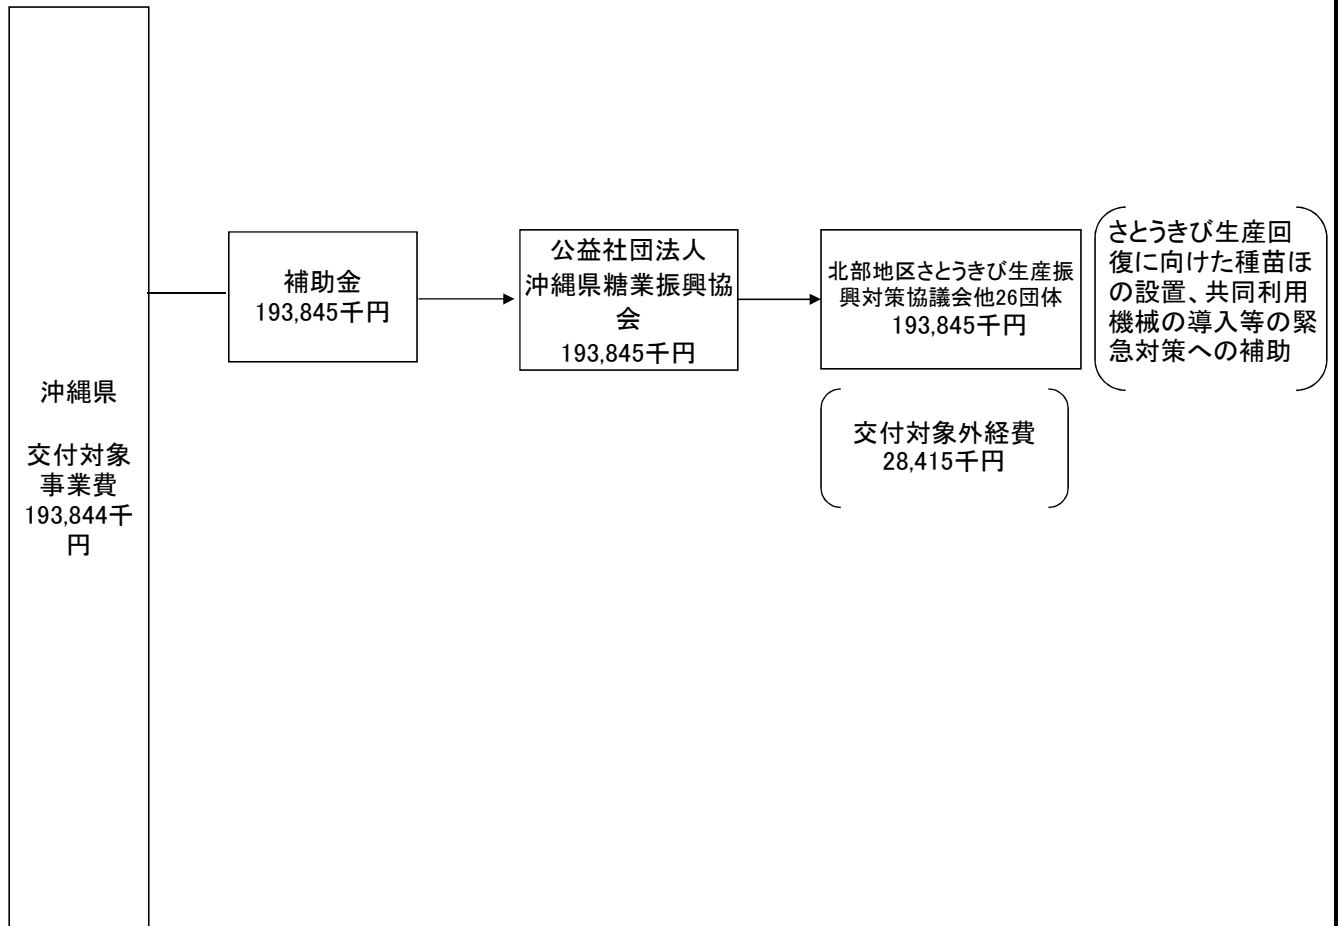 沖縄県
交付対象
事業費
193,844千
円
補助金
193,845千円
公益社団法人
沖縄県糖業振興協
会
193,845千円
北部地区さとうきび生産振
興対策協議会他26団体
193,845千円
さとうきび生産回
復に向けた種苗ほ
の設置、共同利用
機械の導入等の緊
急対策への補助
交付対象外経費
28,415千円